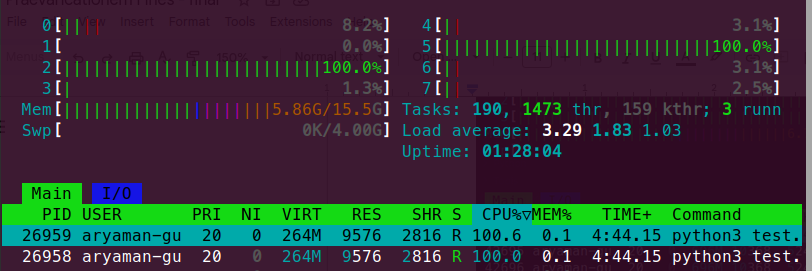 0[|||| 8.2%] 4[|| 3.1%]
1[ 0.0%] 5[|||||||||||||||||||||||||||100.0%]
2[||||||||||||||||||||||||||100.0%] 6[|| 3.1%]
3[| 1.3%] 7[|| 2.5%]
Mem[|||||||||||||||||||||5.86G/15.5G] Tasks: 190, 1473 thr, 159 kthr; 3 runn
Swp[ 0K/4.00G] Load average: 3.29 1.83 1.03
Uptime: 01:28:04
Main I/O
PID USER PRI NI VIRT RES SHR S CPU%▽MEM% TIME+ Command
26959 aryaman-gu 20 0 264M 9576 2816 R 100.6 0.1 4:44.15 python3 test.
26958 aryaman-gu 20 0 264M 9576 2816 R 100.0 0.1 4:44.15 python3 test.